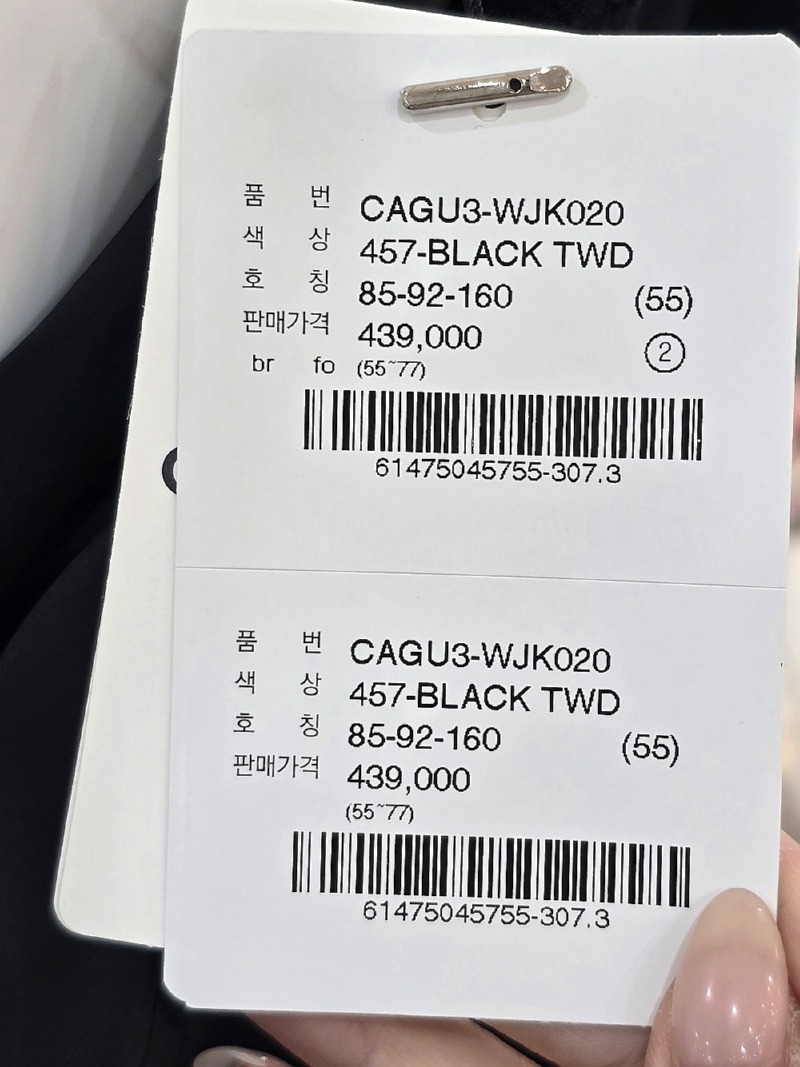 품 번 CAGU3-WJK020
색 상 457-BLACK TWD
호 칭 85-92-160 (55)
판매가격 439,000 ②
br fo (55~77)
61475045755-307.3
품 번 CAGU3-WJK020
색 상 457-BLACK TWD
호 칭 85-92-160 (55)
판매가격 439,000
(55~77)
61475045755-307.3